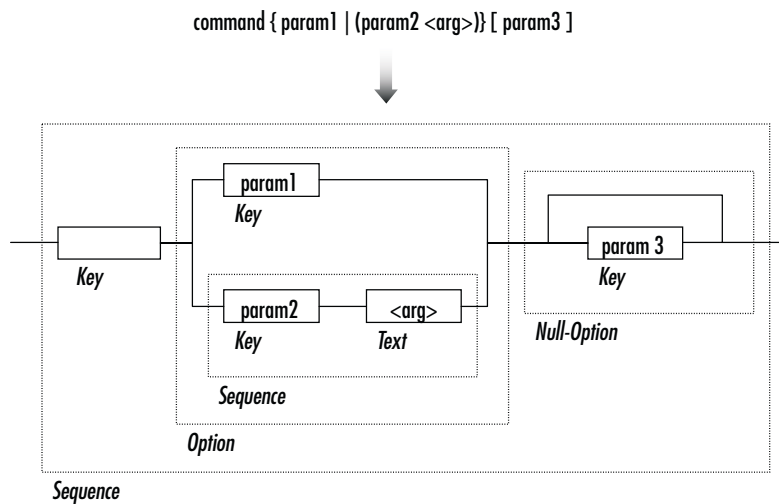 command { param1 | (param2 <arg>)} [ param3 ]
param1
Key
Key
param 3
Key
param2
<arg>
Key
Text
Null-Option
Sequence
Option
Sequence